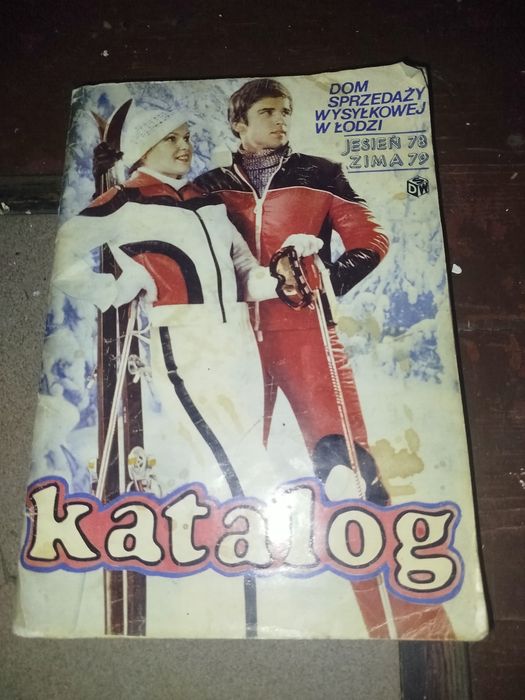 DOM
SPRZEDAŻY
WYSYŁKOWEJ
W ŁODZI
JESIEŃ 78
ZIMA 79
DW
katalog